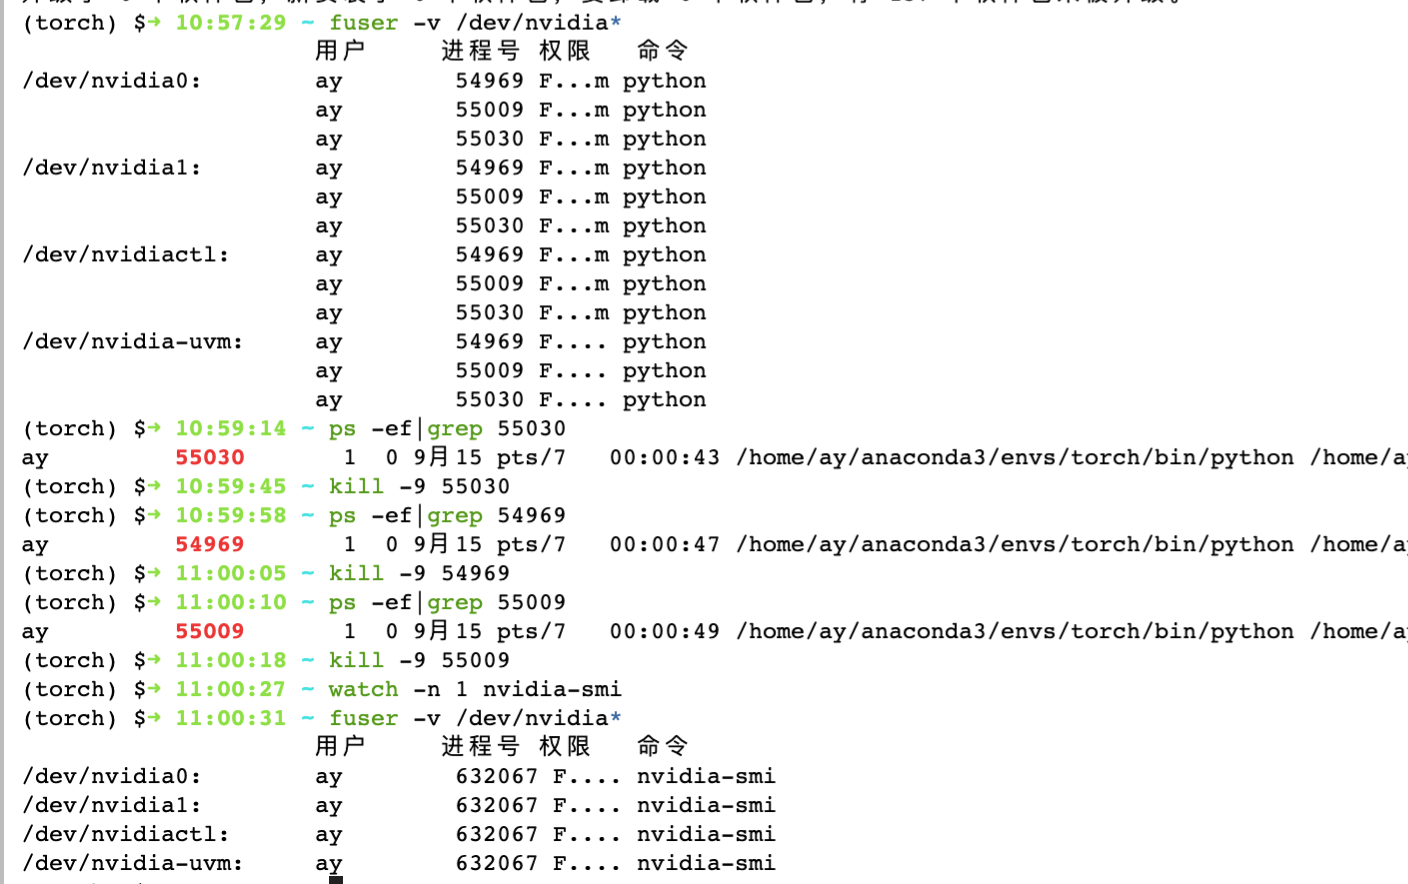 (torch) $→ 10:57:29 ~ fuser -v /dev/nvidia*
用户 进程号 权限 命令
/dev/nvidia0: ay 54969 F...m python
ay 55009 F...m python
ay 55030 F...m python
/dev/nvidia1: ay 54969 F...m python
ay 55009 F...m python
ay 55030 F...m python
/dev/nvidiactl: ay 54969 F...m python
ay 55009 F...m python
ay 55030 F...m python
/dev/nvidia-uvm: ay 54969 F.... python
ay 55009 F.... python
ay 55030 F.... python
(torch) $→ 10:59:14 ~ ps -ef|grep 55030
ay 55030 1 0 9月15 pts/7 00:00:43 /home/ay/anaconda3/envs/torch/bin/python /home/a
(torch) $→ 10:59:45 ~ kill -9 55030
(torch) $→ 10:59:58 ~ ps -ef|grep 54969
ay 54969 1 0 9月15 pts/7 00:00:47 /home/ay/anaconda3/envs/torch/bin/python /home/a
(torch) $→ 11:00:05 ~ kill -9 54969
(torch) $→ 11:00:10 ~ ps -ef|grep 55009
ay 55009 1 0 9月15 pts/7 00:00:49 /home/ay/anaconda3/envs/torch/bin/python /home/a
(torch) $→ 11:00:18 ~ kill -9 55009
(torch) $→ 11:00:27 ~ watch -n 1 nvidia-smi
(torch) $→ 11:00:31 ~ fuser -v /dev/nvidia*
用户 进程号 权限 命令
/dev/nvidia0: ay 632067 F.... nvidia-smi
/dev/nvidia1: ay 632067 F.... nvidia-smi
/dev/nvidiactl: ay 632067 F.... nvidia-smi
/dev/nvidia-uvm: ay 632067 F.... nvidia-smi